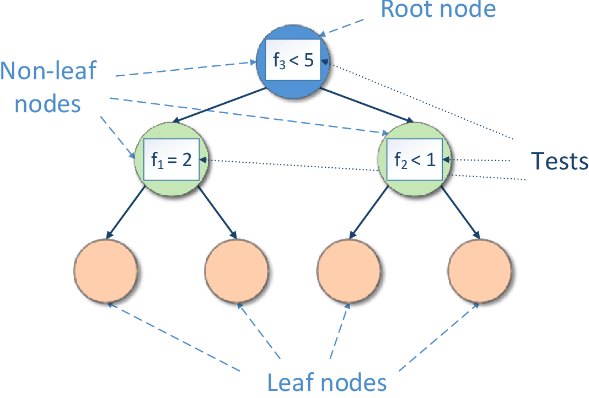 Root node
f₃ < 5
Non-leaf
nodes
f₁ = 2
f₂ < 1
Tests
Leaf nodes